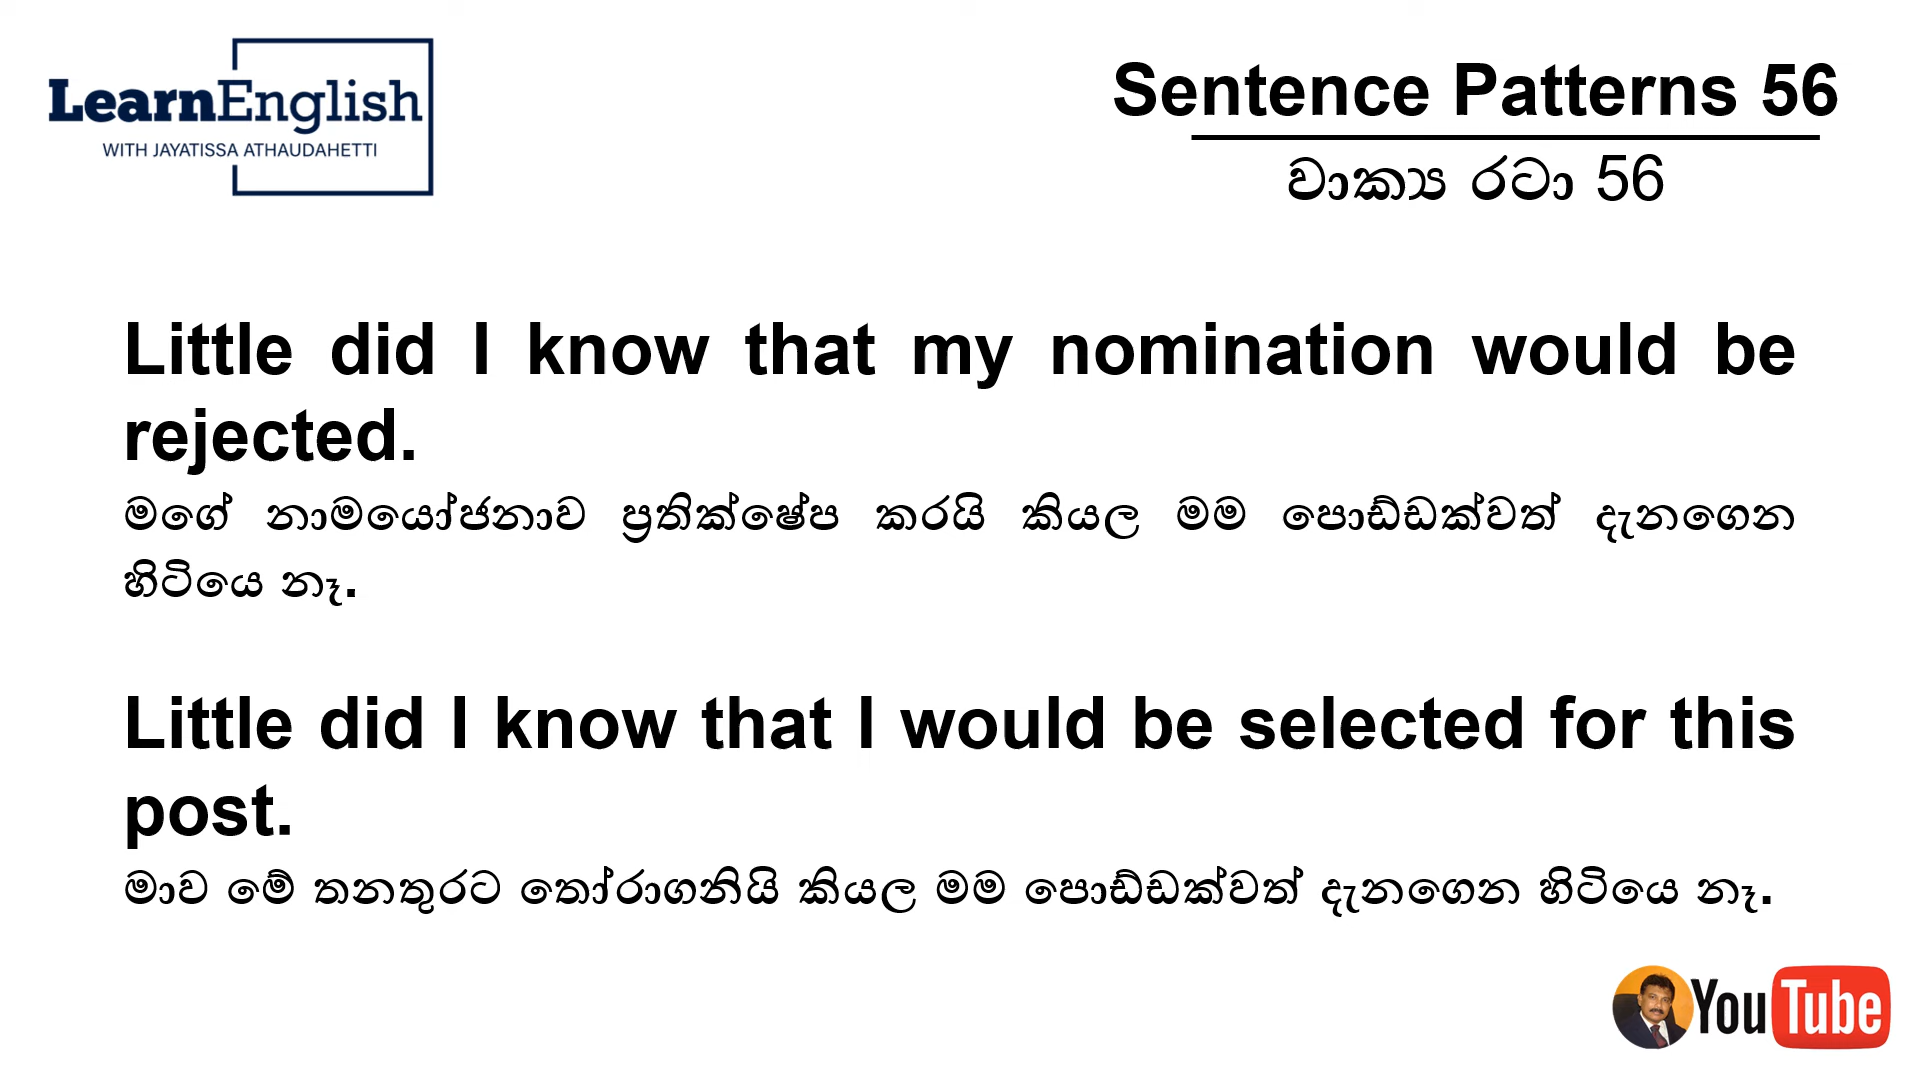 LearnEnglish
WITH JAYATISSA ATHAUDAHETTI
Sentence Patterns 56
වාක්‍ය රටා 56
Little did I know that my nomination would be
rejected.
මගේ නාමයෝජනාව ප්‍රතික්ෂේප කරයි කියල මම පොඩ්ඩක්වත් දැනගෙන
හිටියෙ නෑ.
Little did I know that I would be selected for this
post.
මාව මේ තනතුරට තෝරාගනියි කියල මම පොඩ්ඩක්වත් දැනගෙන හිටියෙ නෑ.
YouTube